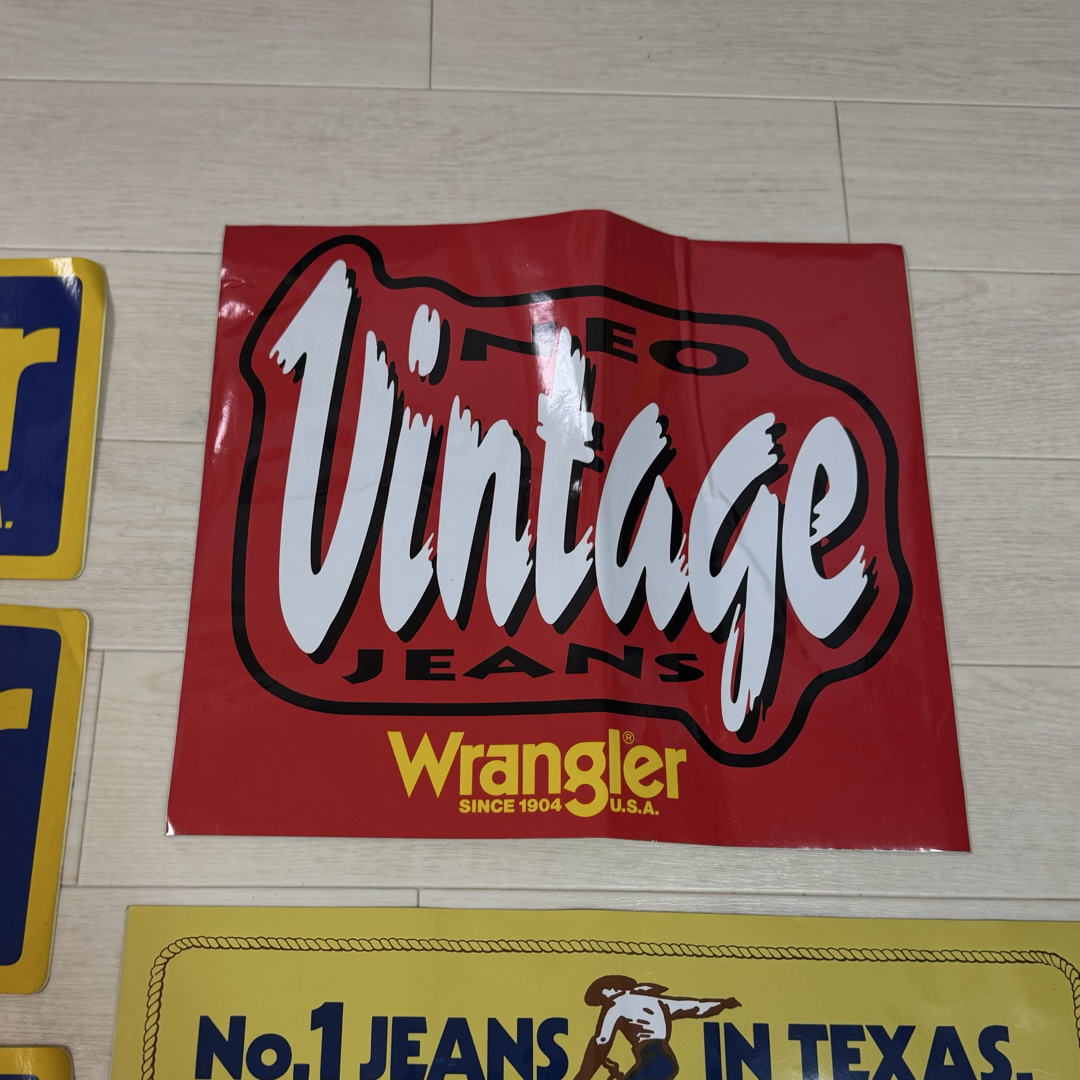 NEO
Vintage
JEANS
Wrangler®
SINCE 1904 U.S.A.
No.1 JEANS IN TEXAS.
r
A.
r